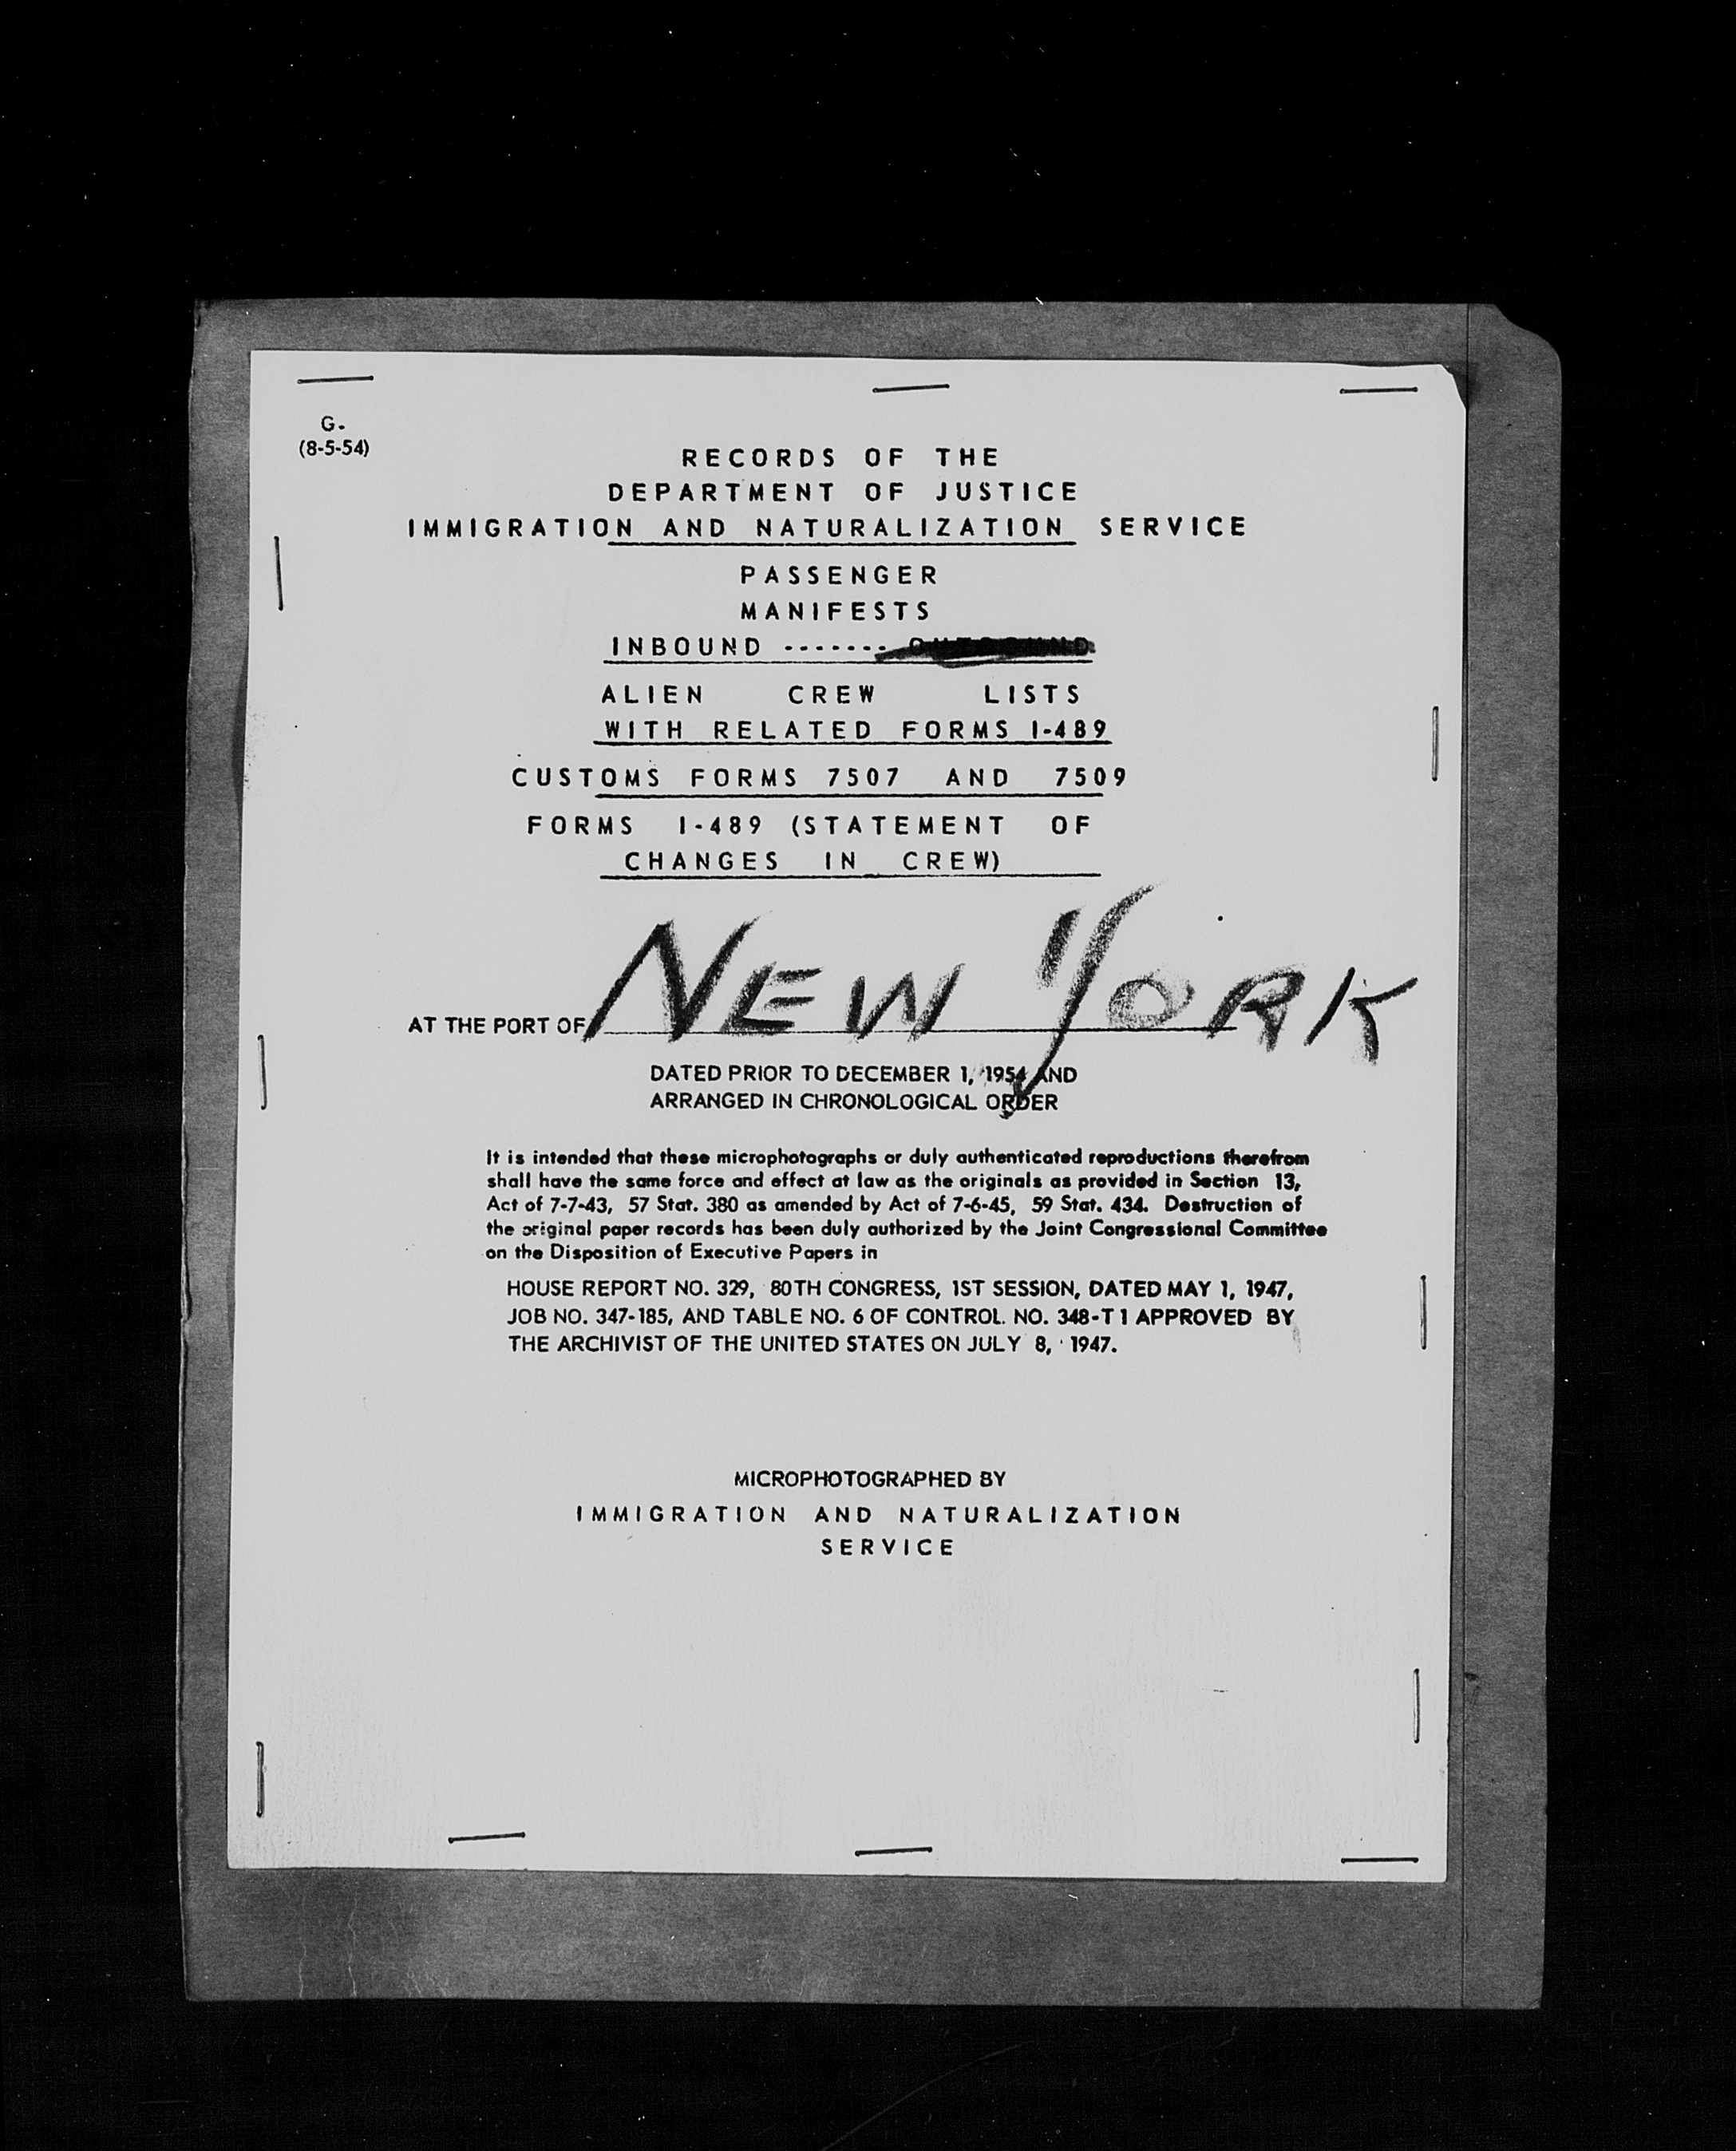 G.
(8-5-54)
RECORDS OF THE
DEPARTMENT OF JUSTICE
IMMIGRATION AND NATURALIZATION SERVICE
PASSENGER
MANIFESTS
INBOUND ------- OUTBOUND
ALIEN CREW LISTS
WITH RELATED FORMS I-489
CUSTOMS FORMS 7507 AND 7509
FORMS I-489 (STATEMENT OF
CHANGES IN CREW)
AT THE PORT OF NEW YORK
DATED PRIOR TO DECEMBER 1, 1954 AND
ARRANGED IN CHRONOLOGICAL ORDER
It is intended that these microphotographs or duly authenticated reproductions therefrom
shall have the same force and effect at law as the originals as provided in Section 13,
Act of 7-7-43, 57 Stat. 380 as amended by Act of 7-6-45, 59 Stat. 434. Destruction of
the original paper records has been duly authorized by the Joint Congressional Committee
on the Disposition of Executive Papers in
HOUSE REPORT NO. 329, 80TH CONGRESS, 1ST SESSION, DATED MAY 1, 1947,
JOB NO. 347-185, AND TABLE NO. 6 OF CONTROL. NO. 348-T1 APPROVED BY
THE ARCHIVIST OF THE UNITED STATES ON JULY 8, 1947.
MICROPHOTOGRAPHED BY
IMMIGRATION AND NATURALIZATION
SERVICE